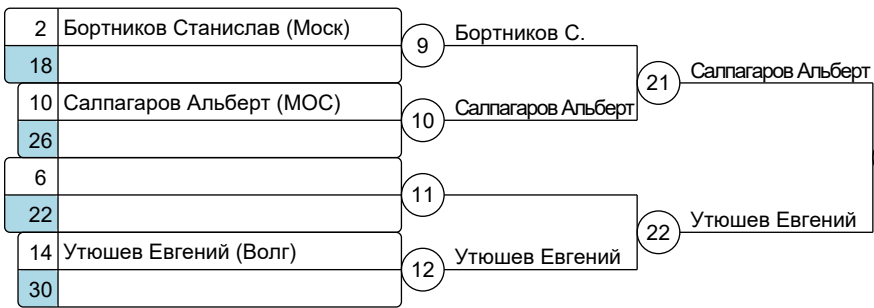 2 Бортников Станислав (Моск)
9 Бортников С.
18
21 Салпагаров Альберт
10 Салпагаров Альберт (МОС)
10 Салпагаров Альберт
26
6
11
22
22 Утюшев Евгений
14 Утюшев Евгений (Волг)
12 Утюшев Евгений
30